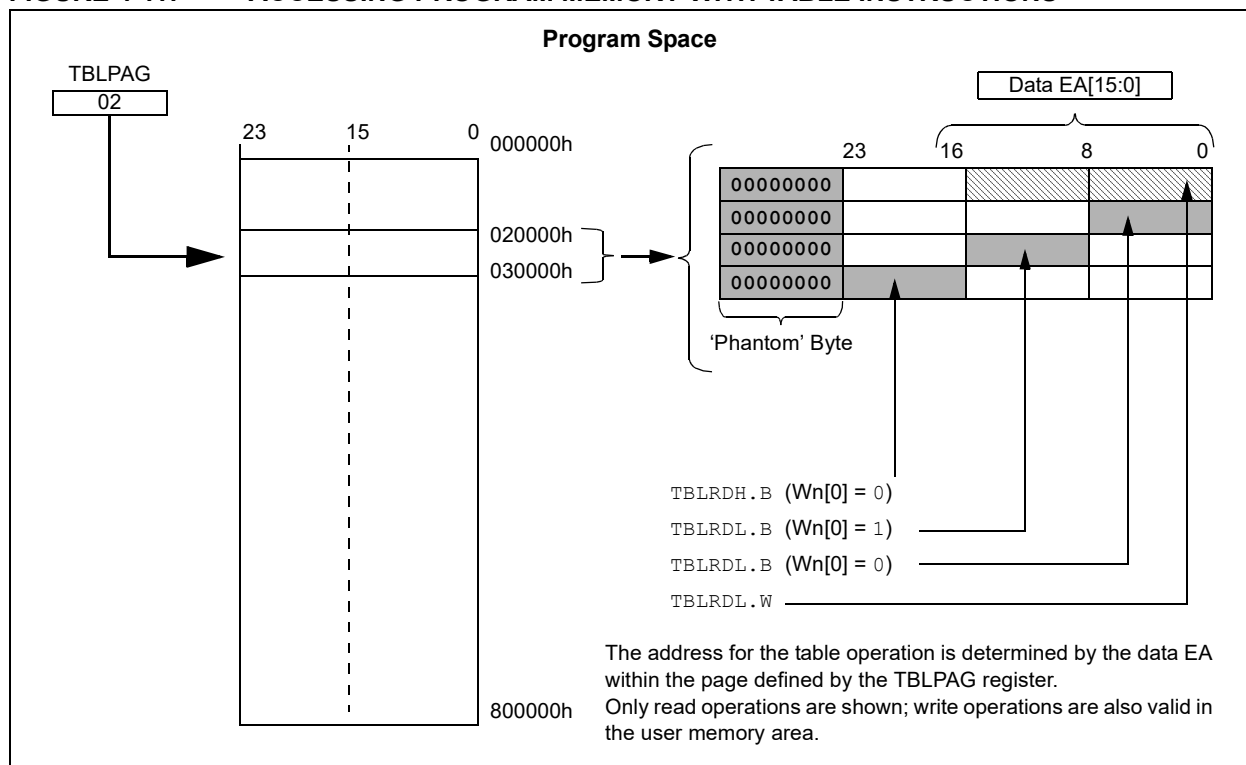 Program Space
TBLPAG
02
Data EA[15:0]
23 15 0
000000h
020000h
030000h
800000h
23 16 8 0
00000000
00000000
00000000
00000000
‘Phantom’ Byte
TBLRDH.B (Wn[0] = 0)
TBLRDL.B (Wn[0] = 1)
TBLRDL.B (Wn[0] = 0)
TBLRDL.W
The address for the table operation is determined by the data EA
within the page defined by the TBLPAG register.
Only read operations are shown; write operations are also valid in
the user memory area.